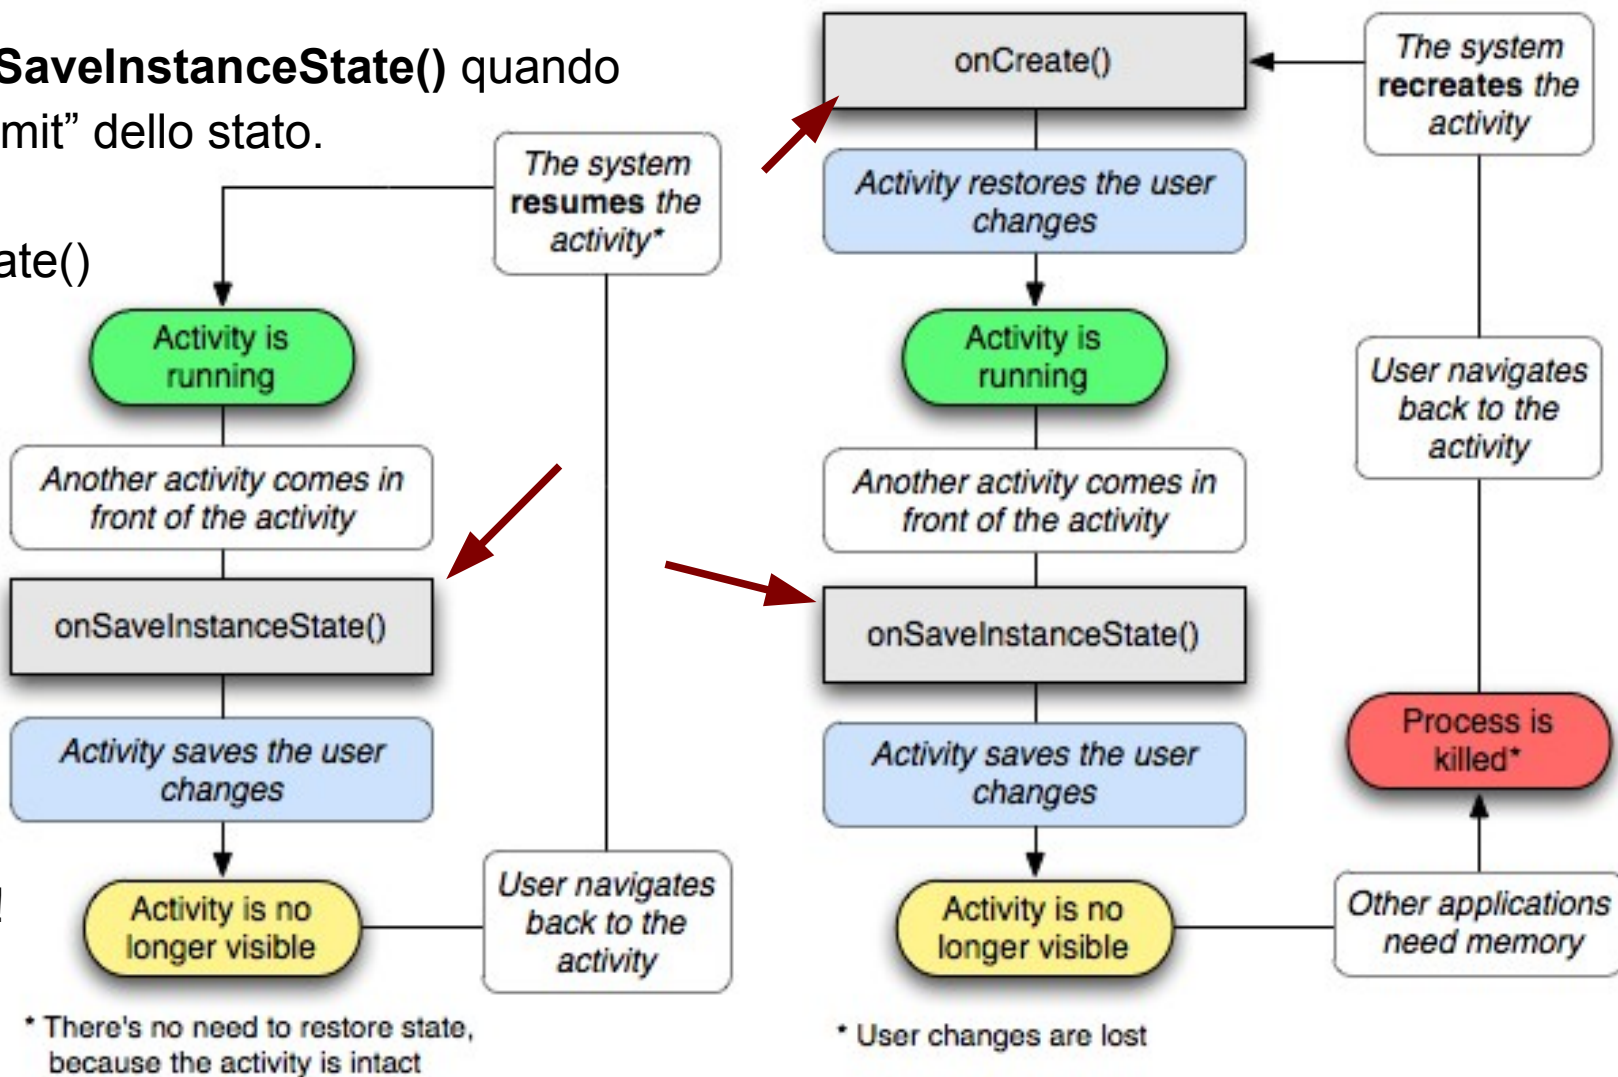 SaveInstanceState() quando
mit” dello stato.
ate()
!
The system
resumes the
activity*
Activity is
running
Another activity comes in
front of the activity
onSaveInstanceState()
Activity saves the user
changes
Activity is no
longer visible
User navigates
back to the
activity
* There's no need to restore state,
because the activity is intact
onCreate()
Activity restores the user
changes
Activity is
running
Another activity comes in
front of the activity
onSaveInstanceState()
Activity saves the user
changes
Activity is no
longer visible
Other applications
need memory
Process is
killed*
User navigates
back to the
activity
The system
recreates the
activity
* User changes are lost